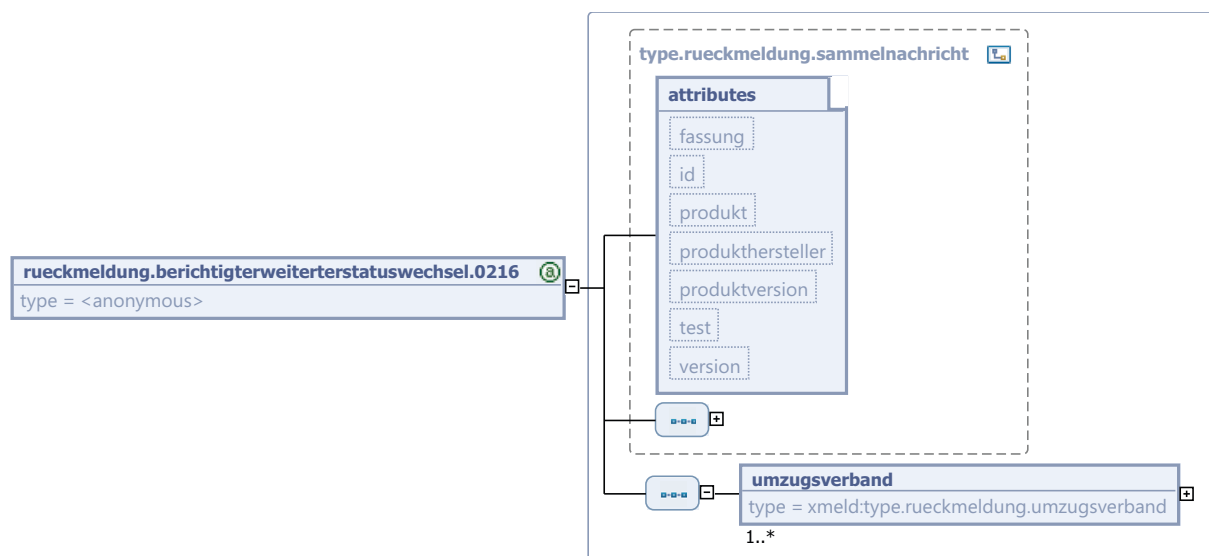 type.rueckmeldung.sammelnachricht
attributes
fassung
id
produkt
produkthersteller
produktversion
test
version
rueckmeldung.berichtigterweiterterstatuswechsel.0216
a
type = <anonymous>
umzugsverband
type = xmeld:type.rueckmeldung.umzugsverband
1..*